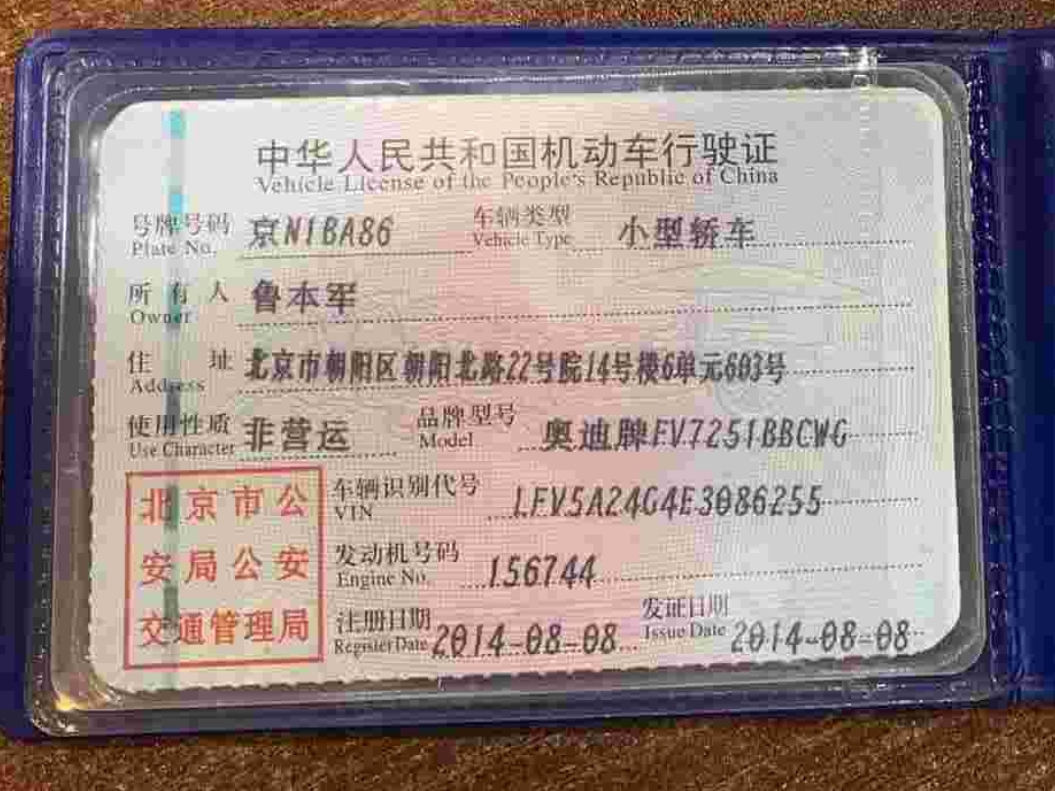 中华人民共和国机动车行驶证
Vehicle License of the People's Republic of China
号牌号码 京N1BA86 车辆类型 小型轿车
Plate No. Vehicle Type
所有人 鲁本军
Owner
住址 北京市朝阳区朝阳北路22号院14号楼6单元603号
Address
使用性质 非营运 品牌型号 奥迪牌FV7251BBCWG
Use Character Model
北京市公
安局公安
交通管理局
车辆识别代号 LFV5A24G4E3086255
VIN
发动机号码 156744
Engine No.
注册日期 2014-08-08 发证日期 2014-08-08
Register Date Issue Date